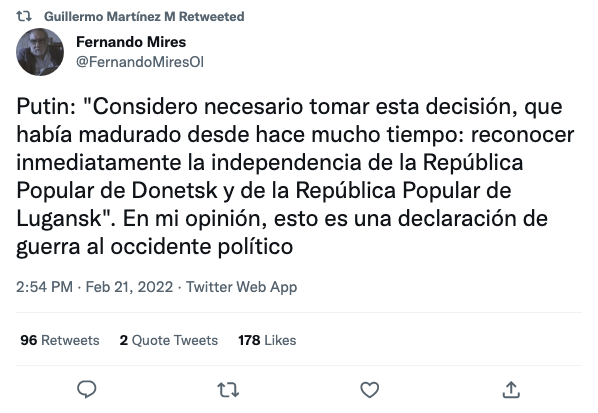 Guillermo Martínez M Retweeted
Fernando Mires
@FernandoMiresOl
Putin: "Considero necesario tomar esta decisión, que
había madurado desde hace mucho tiempo: reconocer
inmediatamente la independencia de la República
Popular de Donetsk y de la República Popular de
Lugansk". En mi opinión, esto es una declaración de
guerra al occidente político
2:54 PM · Feb 21, 2022 · Twitter Web App
96 Retweets 2 Quote Tweets 178 Likes